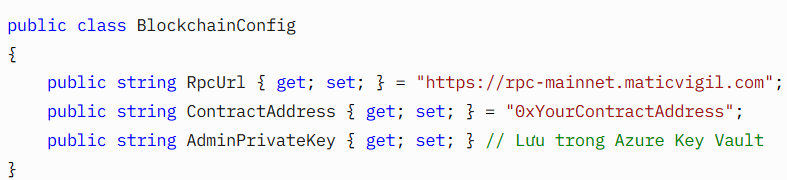 public class BlockchainConfig
{
    public string RpcUrl { get; set; } = "https://rpc-mainnet.maticvigil.com";
    public string ContractAddress { get; set; } = "0xYourContractAddress";
    public string AdminPrivateKey { get; set; } // Lưu trong Azure Key Vault
}